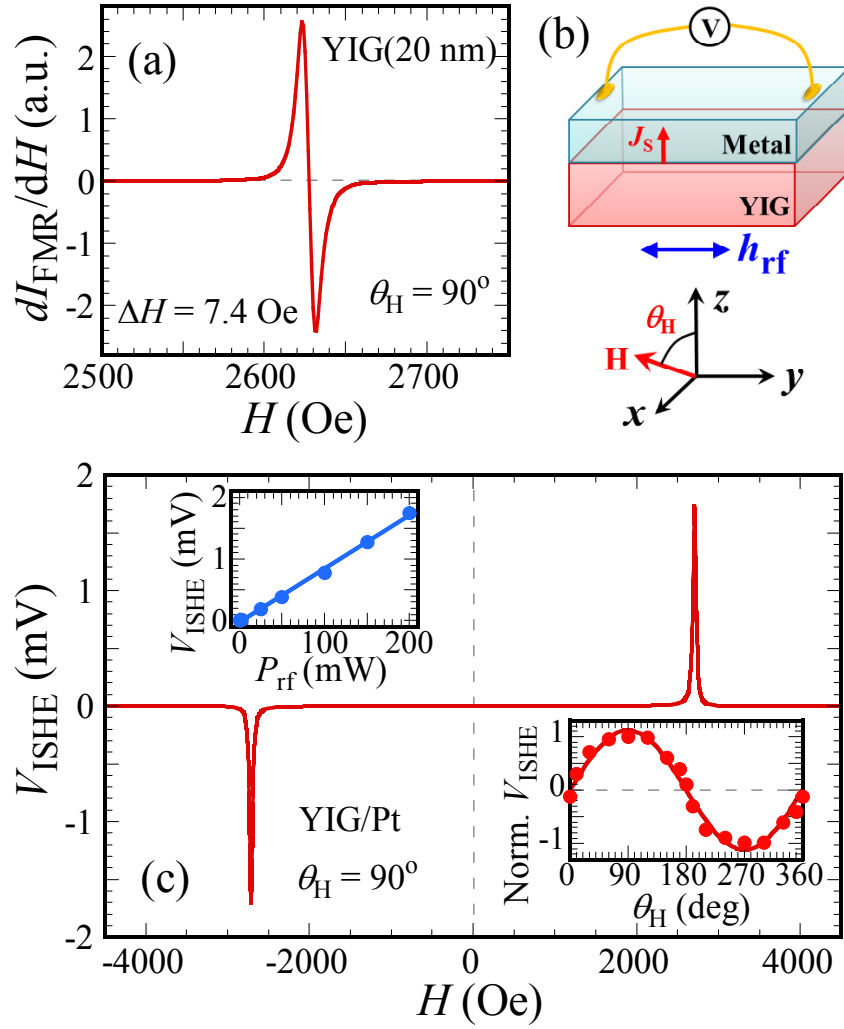 (a)
YIG(20 nm)
2
1
0
-1
-2
dI_FMR/dH (a.u.)
ΔH = 7.4 Oe
θ_H = 90°
2500 2600 2700
H (Oe)
(b)
V
J_S
Metal
YIG
h_rf
z
θ_H
H
y
x
2
1
0
-1
-2
V_ISHE (mV)
2
1
0
V_ISHE (mV)
0 100 200
P_rf (mW)
YIG/Pt
θ_H = 90°
(c)
1
0
-1
Norm. V_ISHE
0 90 180 270 360
θ_H (deg)
-4000 -2000 0 2000 4000
H (Oe)